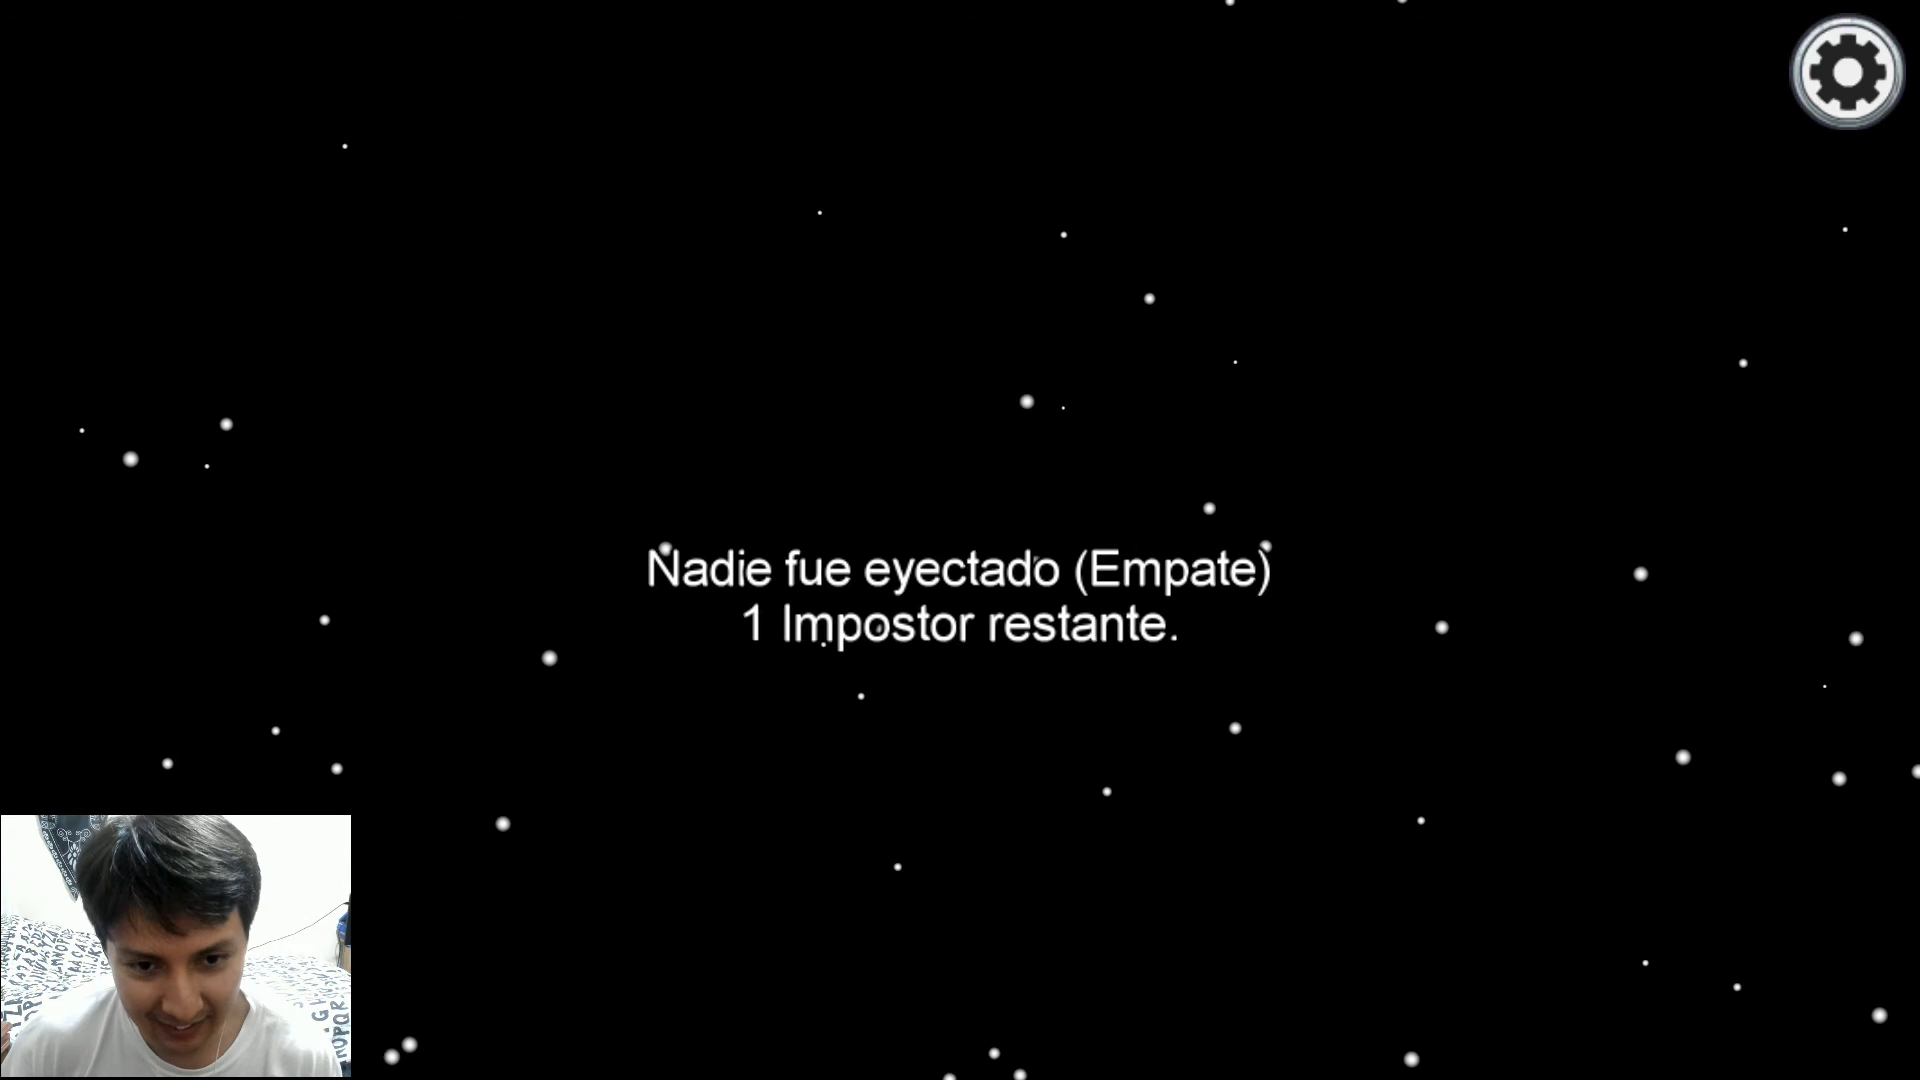 Nadie fue eyectado (Empate)
1 Impostor restante.